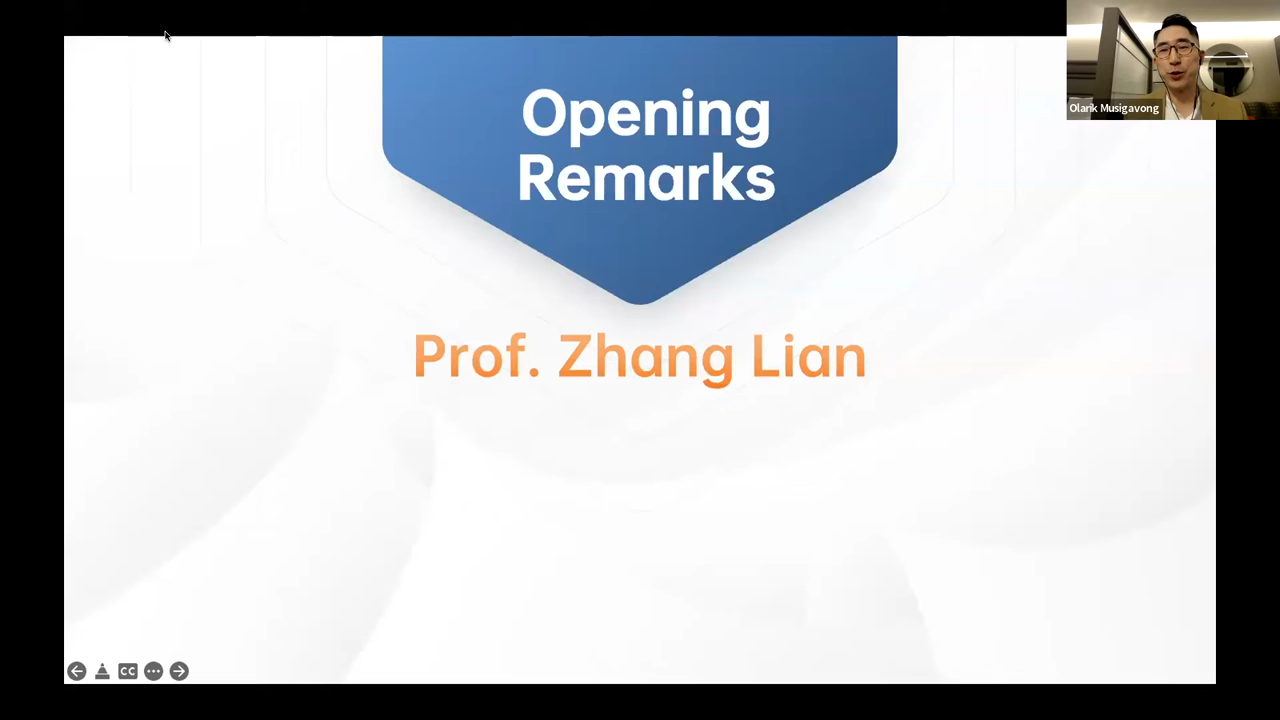 Opening
Remarks
Prof. Zhang Lian
Olarik Musigavong
CC